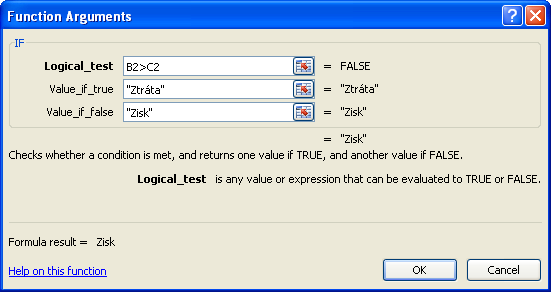 Function Arguments
IF
Logical_test B2>C2 = FALSE
Value_if_true "Ztráta" = "Ztráta"
Value_if_false "Zisk" = "Zisk"
= "Zisk"
Checks whether a condition is met, and returns one value if TRUE, and another value if FALSE.
Logical_test is any value or expression that can be evaluated to TRUE or FALSE.
Formula result = Zisk
Help on this function OK Cancel